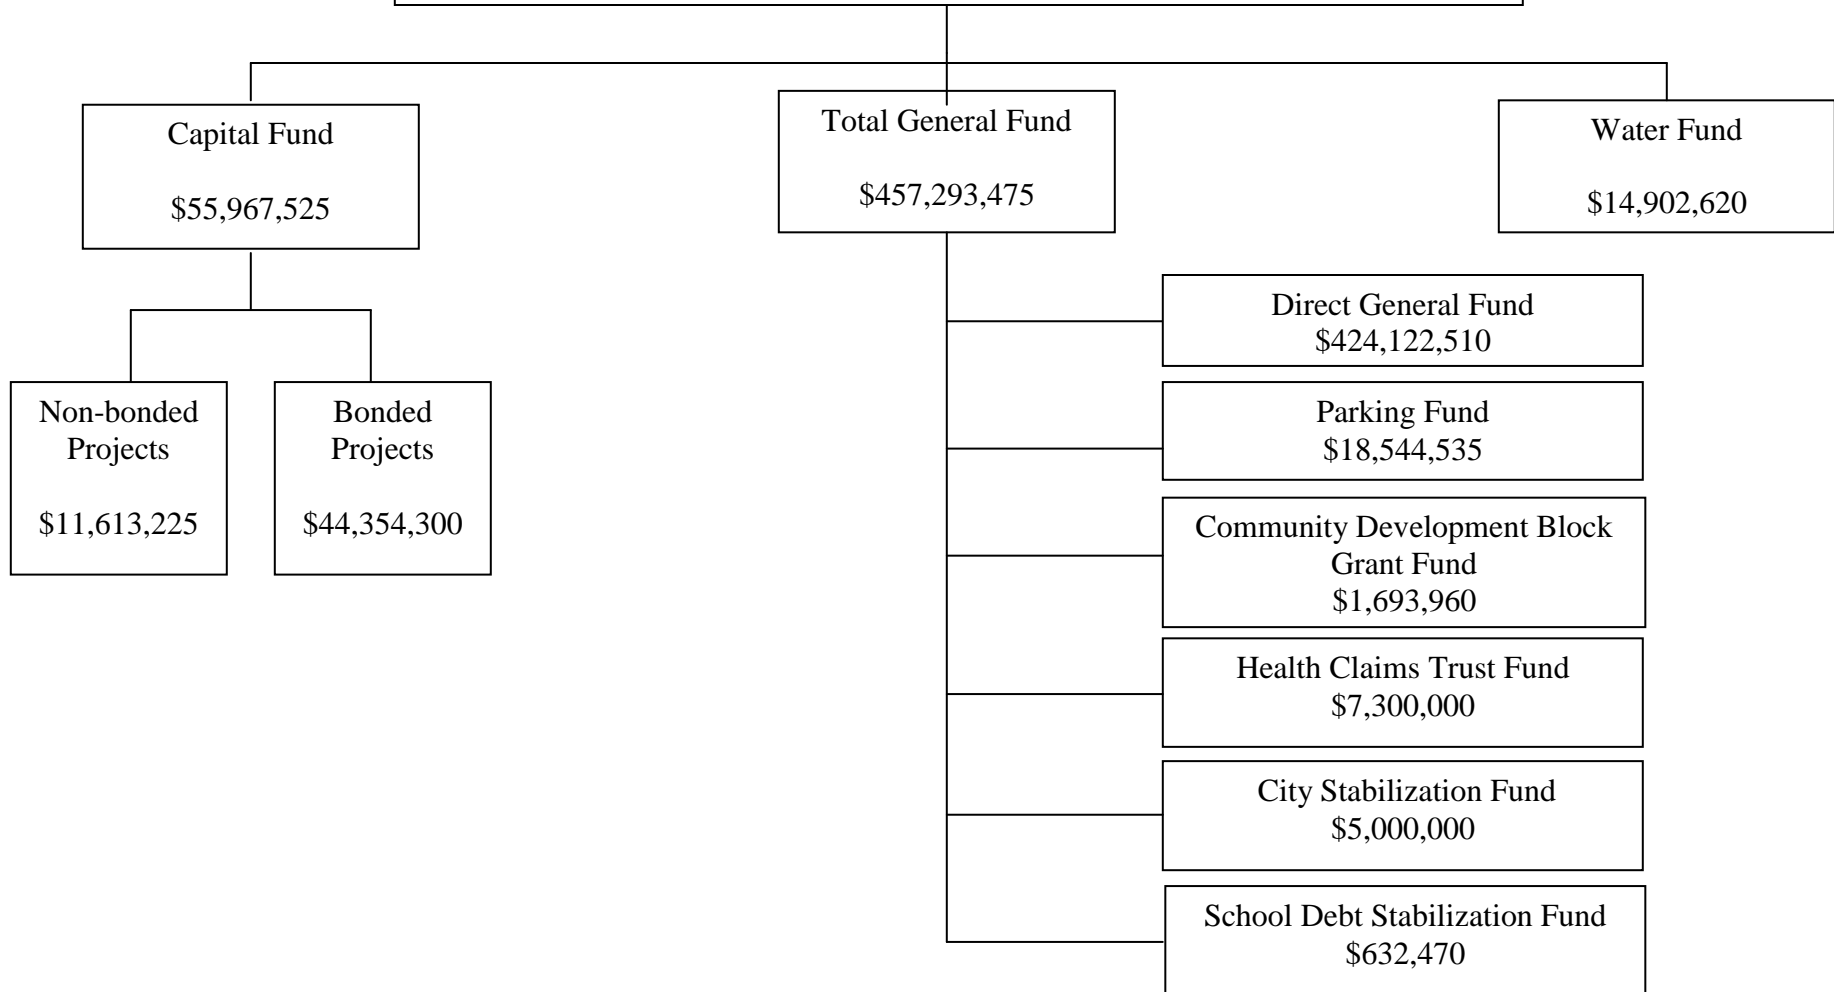 Capital Fund
$55,967,525
Total General Fund
$457,293,475
Water Fund
$14,902,620
Non-bonded
Projects
$11,613,225
Bonded
Projects
$44,354,300
Direct General Fund
$424,122,510
Parking Fund
$18,544,535
Community Development Block
Grant Fund
$1,693,960
Health Claims Trust Fund
$7,300,000
City Stabilization Fund
$5,000,000
School Debt Stabilization Fund
$632,470